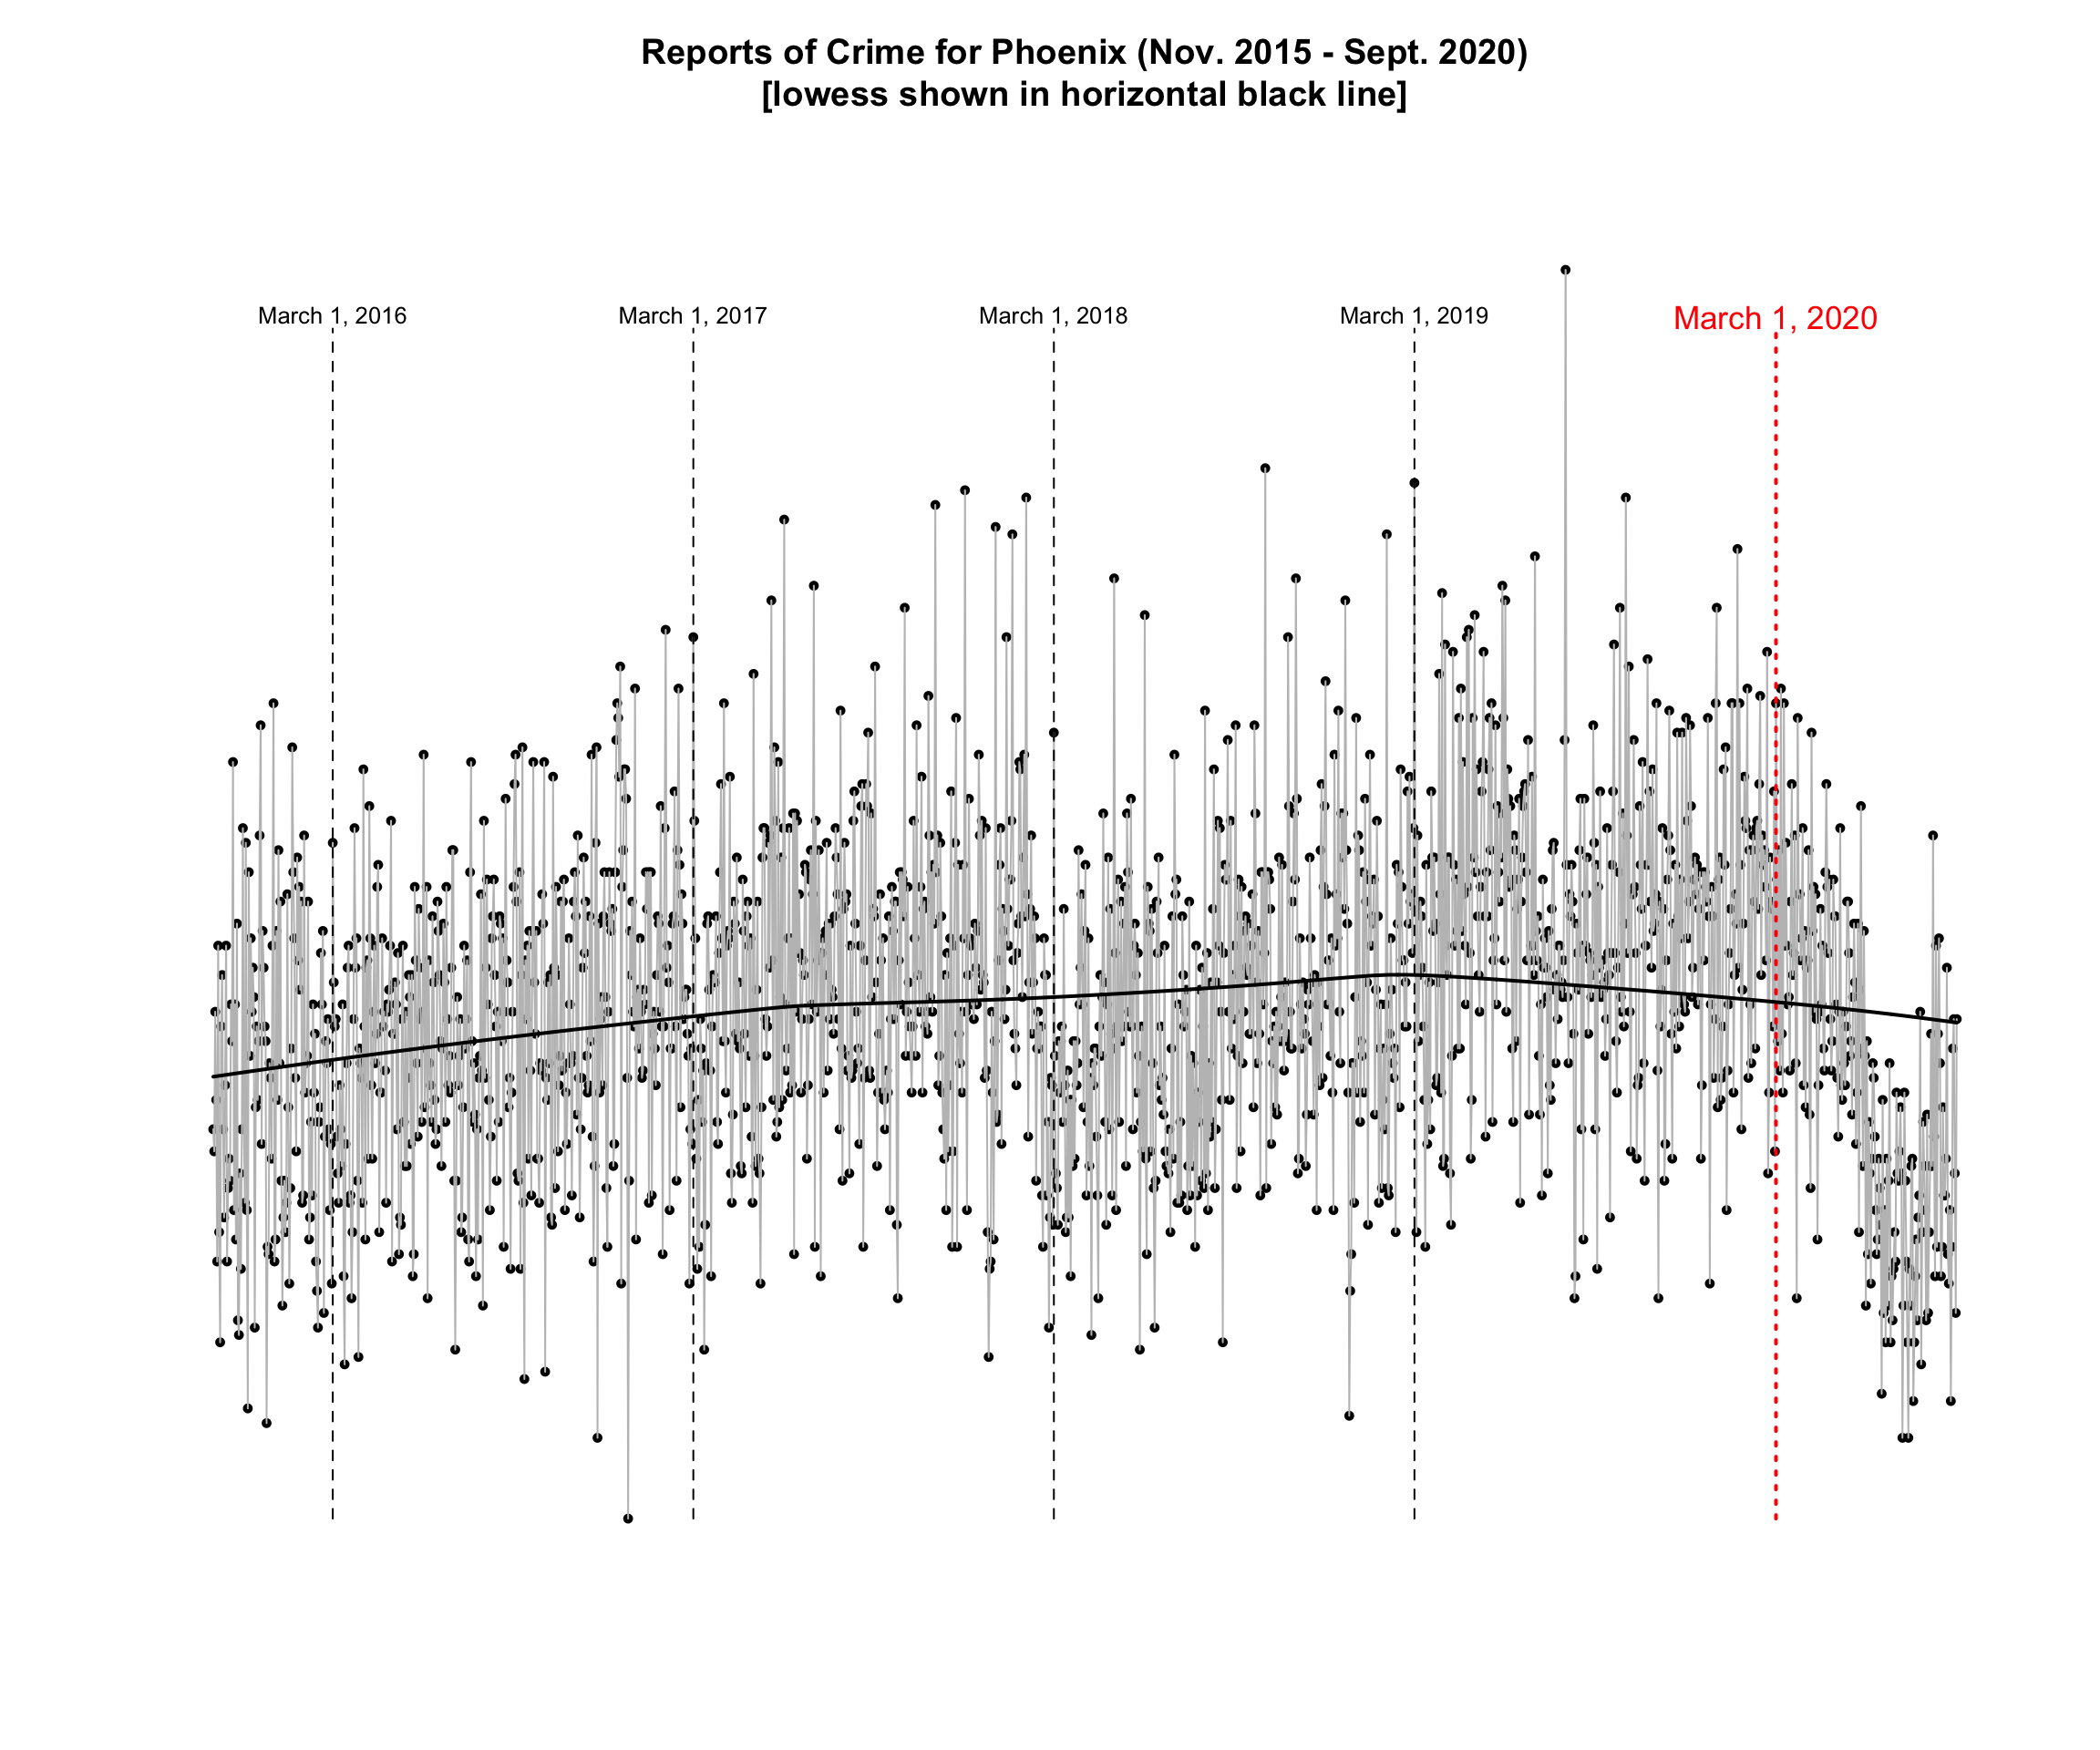 Reports of Crime for Phoenix (Nov. 2015 - Sept. 2020)
[lowess shown in horizontal black line]
March 1, 2016
March 1, 2017
March 1, 2018
March 1, 2019
March 1, 2020